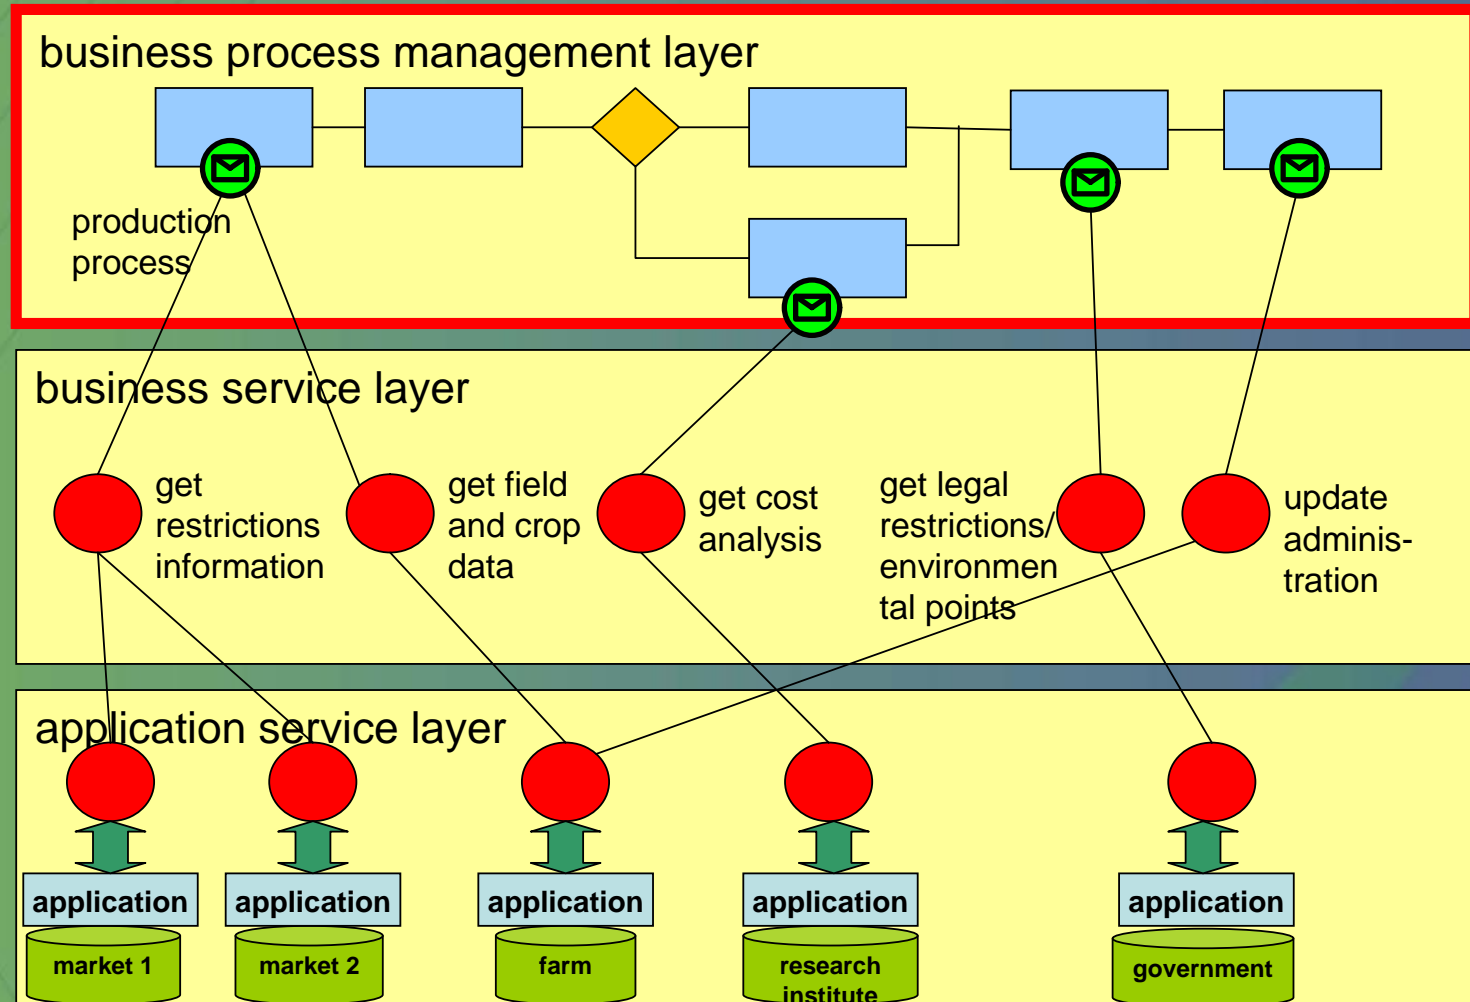 business process management layer
production
process
business service layer
get
restrictions
information
get field
and crop
data
get cost
analysis
get legal
restrictions/
environmen
tal points
update
adminis-
tration
application service layer
application
application
application
application
application
market 1
market 2
farm
research
institute
government